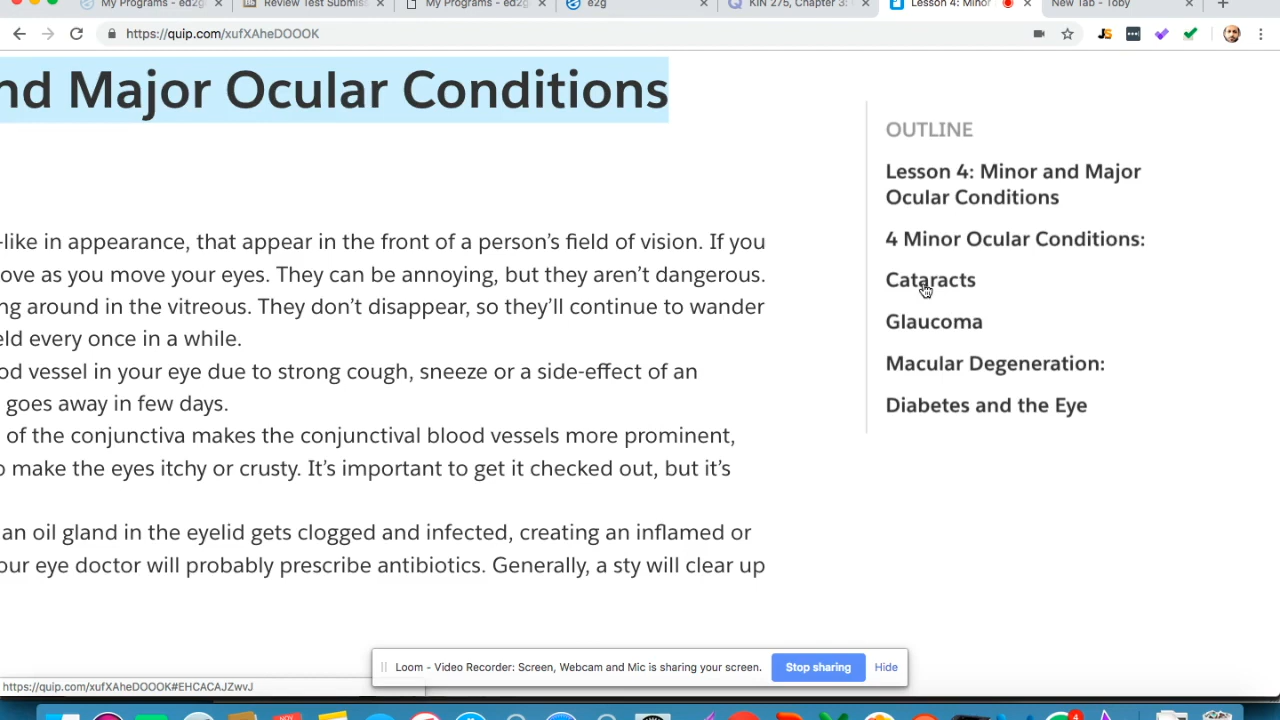 My Programs - ed2g
Review Test Submiss
My Programs - ed2g
e2g
KIN 275, Chapter 3:
Lesson 4: Minor
New Tab - Toby
https://quip.com/xufXAheDOOOK
nd Major Ocular Conditions
-like in appearance, that appear in the front of a person's field of vision. If you
ove as you move your eyes. They can be annoying, but they aren't dangerous.
ng around in the vitreous. They don't disappear, so they'll continue to wander
eld every once in a while.
od vessel in your eye due to strong cough, sneeze or a side-effect of an
goes away in few days.
of the conjunctiva makes the conjunctival blood vessels more prominent,
o make the eyes itchy or crusty. It's important to get it checked out, but it's
an oil gland in the eyelid gets clogged and infected, creating an inflamed or
our eye doctor will probably prescribe antibiotics. Generally, a sty will clear up
OUTLINE
Lesson 4: Minor and Major
Ocular Conditions
4 Minor Ocular Conditions:
Cataracts
Glaucoma
Macular Degeneration:
Diabetes and the Eye
Loom - Video Recorder: Screen, Webcam and Mic is sharing your screen.
Stop sharing
Hide
https://quip.com/xufXAheDOOOK#EHCACAJZwvJ